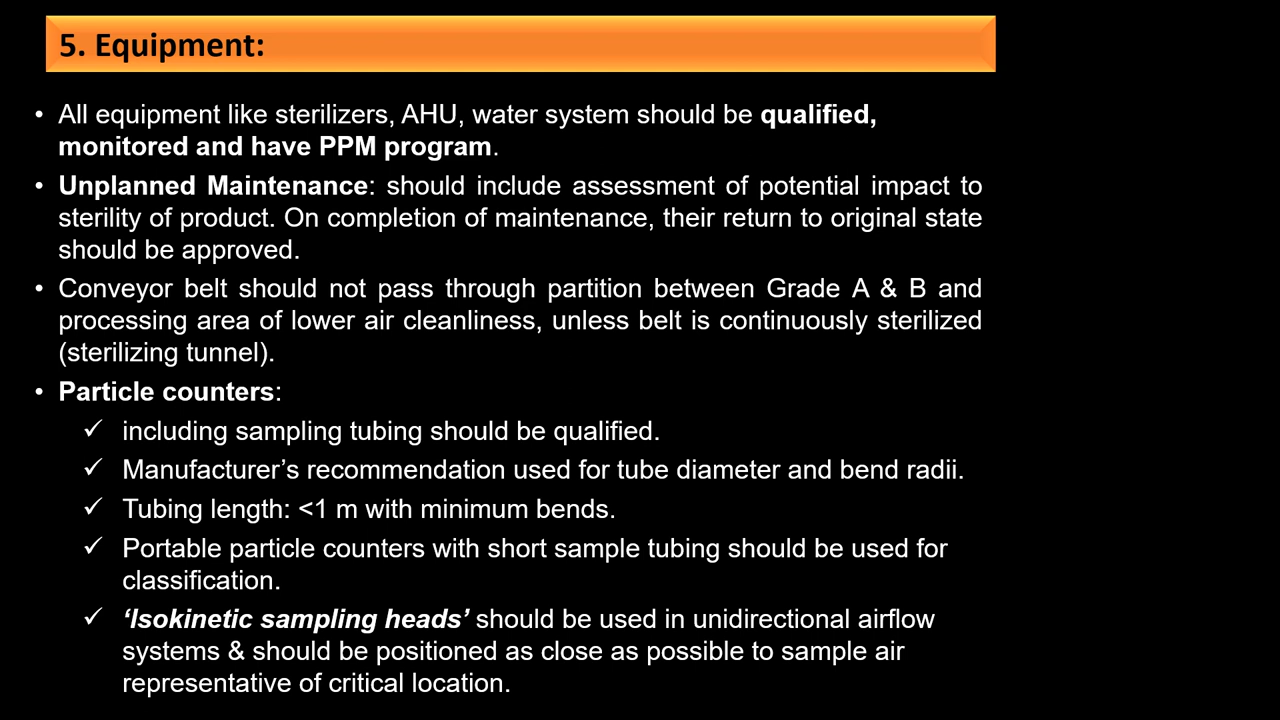 5. Equipment:
• All equipment like sterilizers, AHU, water system should be qualified,
monitored and have PPM program.
• Unplanned Maintenance: should include assessment of potential impact to
sterility of product. On completion of maintenance, their return to original state
should be approved.
• Conveyor belt should not pass through partition between Grade A & B and
processing area of lower air cleanliness, unless belt is continuously sterilized
(sterilizing tunnel).
• Particle counters:
✓ including sampling tubing should be qualified.
✓ Manufacturer’s recommendation used for tube diameter and bend radii.
✓ Tubing length: <1 m with minimum bends.
✓ Portable particle counters with short sample tubing should be used for
classification.
✓ ‘Isokinetic sampling heads’ should be used in unidirectional airflow
systems & should be positioned as close as possible to sample air
representative of critical location.